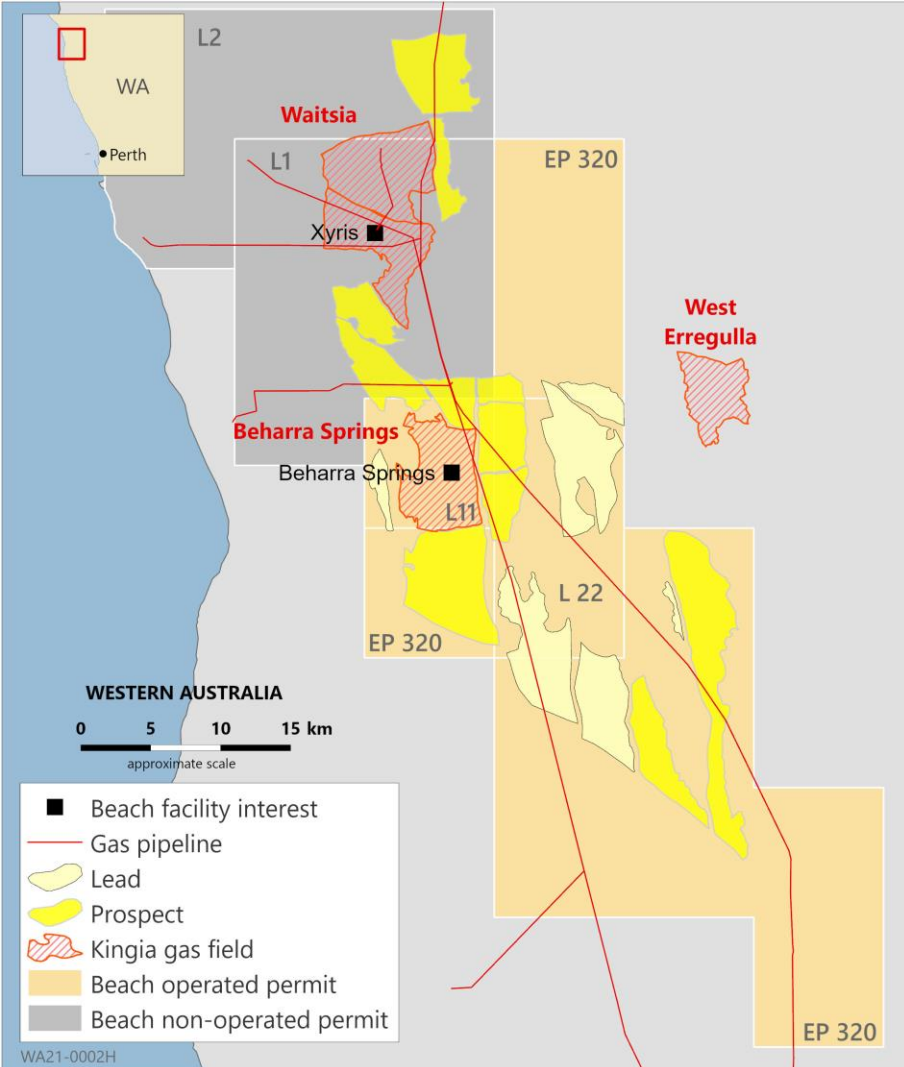 L2
WA
Perth
Waitsia
L1
EP 320
Xyris
West
Erregulla
Beharra Springs
Beharra Springs
L11
L 22
EP 320
WESTERN AUSTRALIA
0 5 10 15 km
approximate scale
Beach facility interest
Gas pipeline
Lead
Prospect
Kingia gas field
Beach operated permit
Beach non-operated permit
EP 320
WA21-0002H